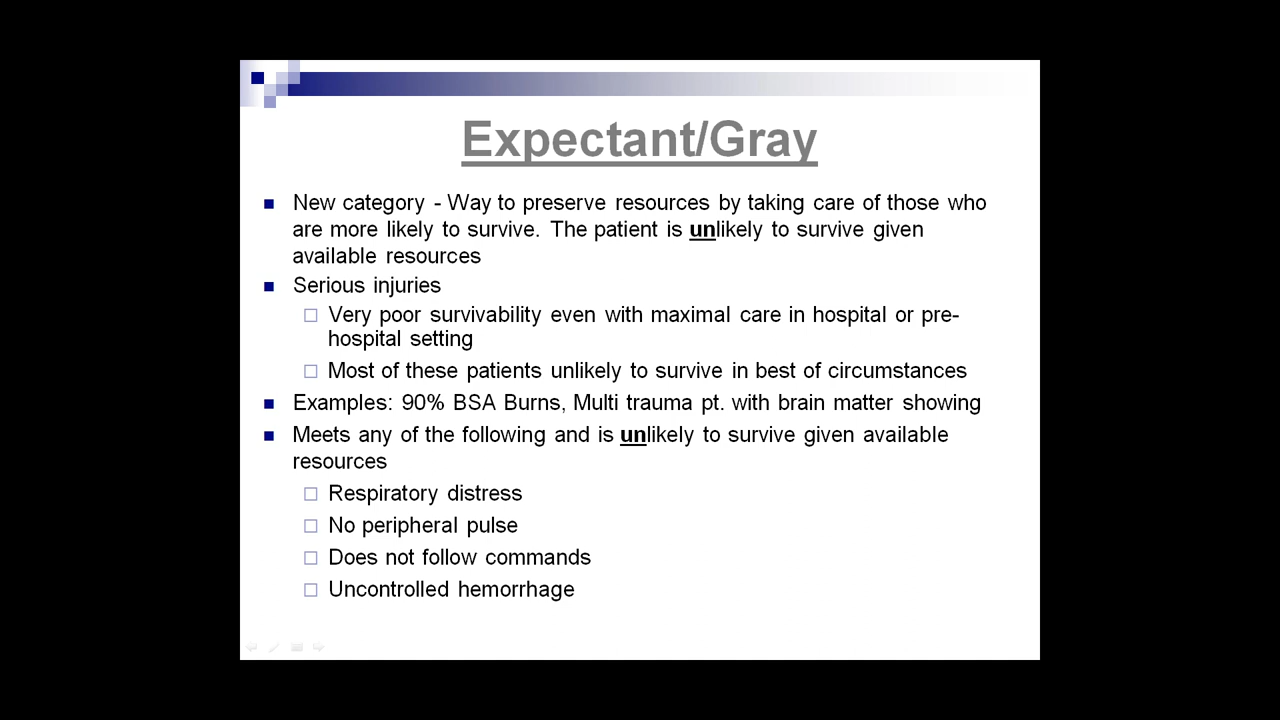 Expectant/Gray
New category - Way to preserve resources by taking care of those who
are more likely to survive. The patient is unlikely to survive given
available resources
Serious injuries
Very poor survivability even with maximal care in hospital or pre-
hospital setting
Most of these patients unlikely to survive in best of circumstances
Examples: 90% BSA Burns, Multi trauma pt. with brain matter showing
Meets any of the following and is unlikely to survive given available
resources
Respiratory distress
No peripheral pulse
Does not follow commands
Uncontrolled hemorrhage